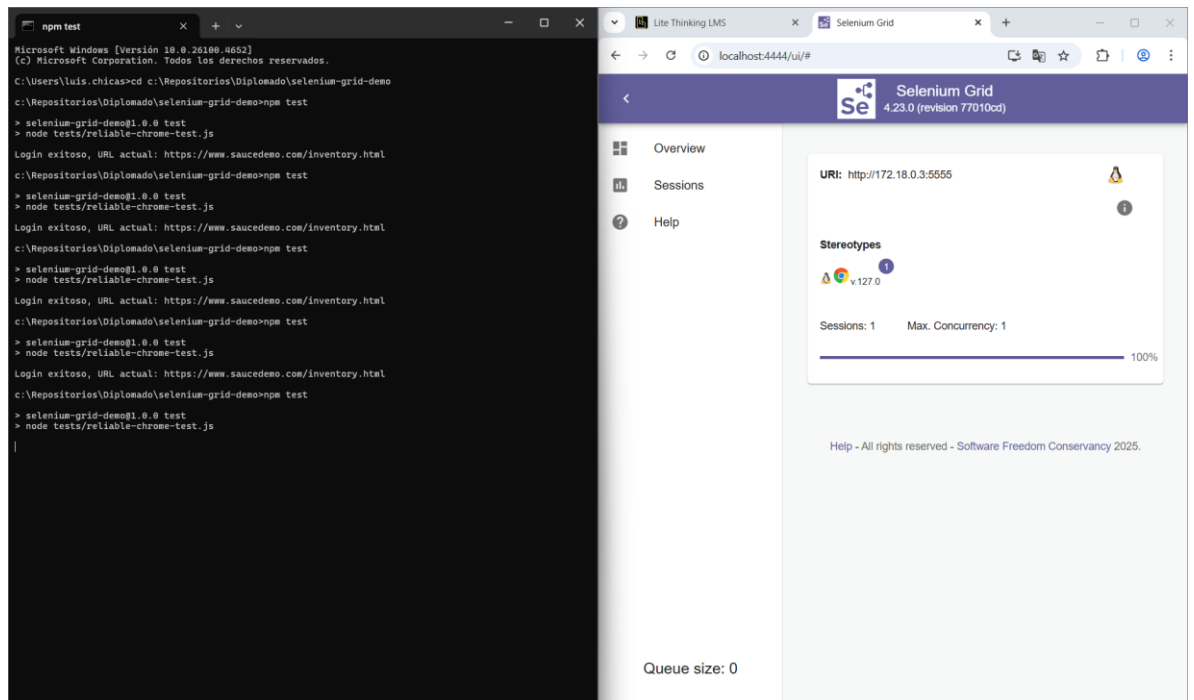 npm test
Microsoft Windows [Versión 10.0.26100.4652]
(c) Microsoft Corporation. Todos los derechos reservados.
C:\Users\luis.chicas>cd c:\Repositorios\Diplomado\selenium-grid-demo
c:\Repositorios\Diplomado\selenium-grid-demo>npm test
> selenium-grid-demo@1.0.0 test
> node tests/reliable-chrome-test.js
Login exitoso, URL actual: https://www.saucedemo.com/inventory.html
c:\Repositorios\Diplomado\selenium-grid-demo>npm test
> selenium-grid-demo@1.0.0 test
> node tests/reliable-chrome-test.js
Login exitoso, URL actual: https://www.saucedemo.com/inventory.html
c:\Repositorios\Diplomado\selenium-grid-demo>npm test
> selenium-grid-demo@1.0.0 test
> node tests/reliable-chrome-test.js
Login exitoso, URL actual: https://www.saucedemo.com/inventory.html
c:\Repositorios\Diplomado\selenium-grid-demo>npm test
> selenium-grid-demo@1.0.0 test
> node tests/reliable-chrome-test.js
Login exitoso, URL actual: https://www.saucedemo.com/inventory.html
c:\Repositorios\Diplomado\selenium-grid-demo>npm test
> selenium-grid-demo@1.0.0 test
> node tests/reliable-chrome-test.js
Lite Thinking LMS
Selenium Grid
localhost:4444/ui/#
Se
Selenium Grid
4.23.0 (revision 77010cd)
Overview
Sessions
Help
URI: http://172.18.0.3:5555
Stereotypes
1
v.127.0
Sessions: 1 Max. Concurrency: 1
100%
Help - All rights reserved - Software Freedom Conservancy 2025.
Queue size: 0